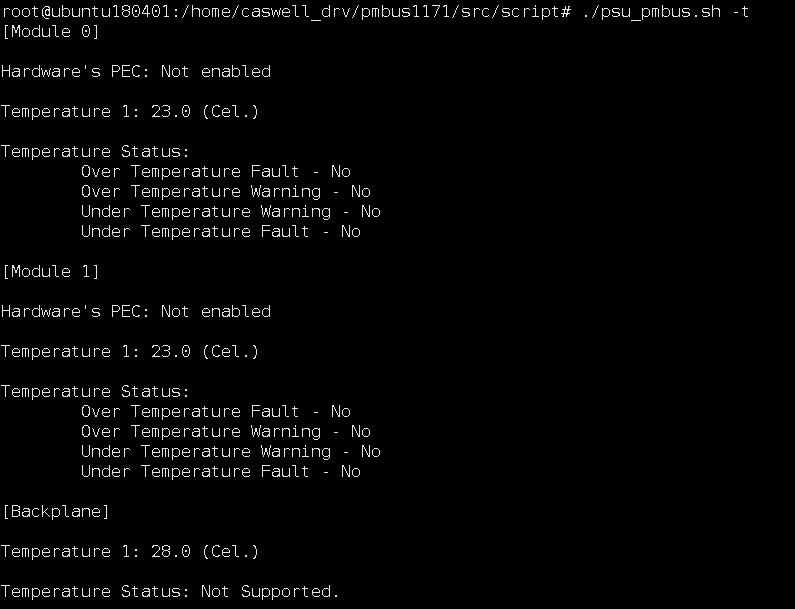 root@ubuntu180401:/home/caswell_drv/pmbus1171/src/script# ./psu_pmbus.sh -t
[Module 0]
Hardware's PEC: Not enabled
Temperature 1: 23.0 (Cel.)
Temperature Status:
Over Temperature Fault - No
Over Temperature Warning - No
Under Temperature Warning - No
Under Temperature Fault - No
[Module 1]
Hardware's PEC: Not enabled
Temperature 1: 23.0 (Cel.)
Temperature Status:
Over Temperature Fault - No
Over Temperature Warning - No
Under Temperature Warning - No
Under Temperature Fault - No
[Backplane]
Temperature 1: 28.0 (Cel.)
Temperature Status: Not Supported.